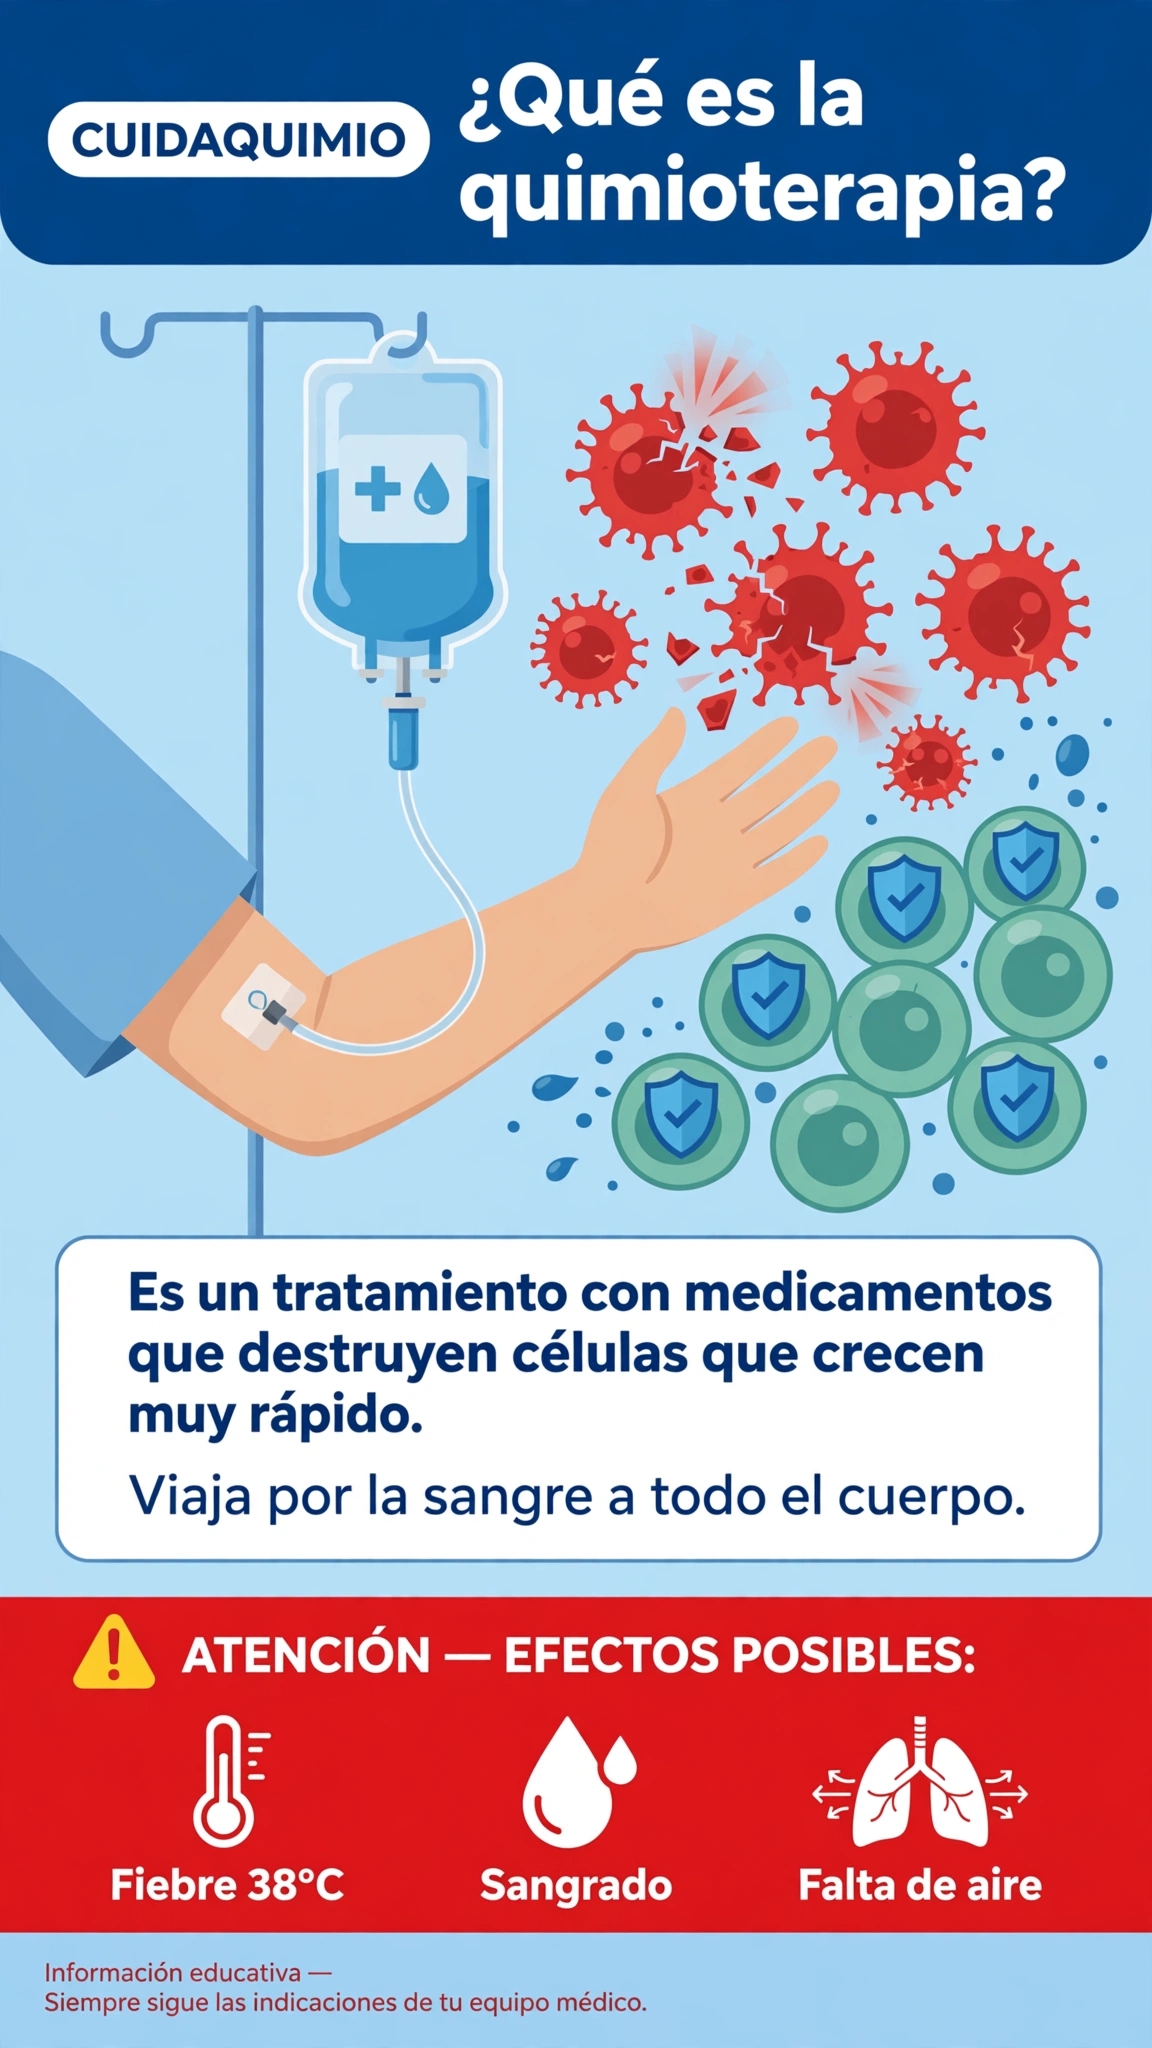 CUIDAQUIMIO
¿Qué es la
quimioterapia?
Es un tratamiento con medicamentos
que destruyen células que crecen
muy rápido.
Viaja por la sangre a todo el cuerpo.
ATENCIÓN — EFECTOS POSIBLES:
Fiebre 38°C
Sangrado
Falta de aire
Información educativa —
Siempre sigue las indicaciones de tu equipo médico.